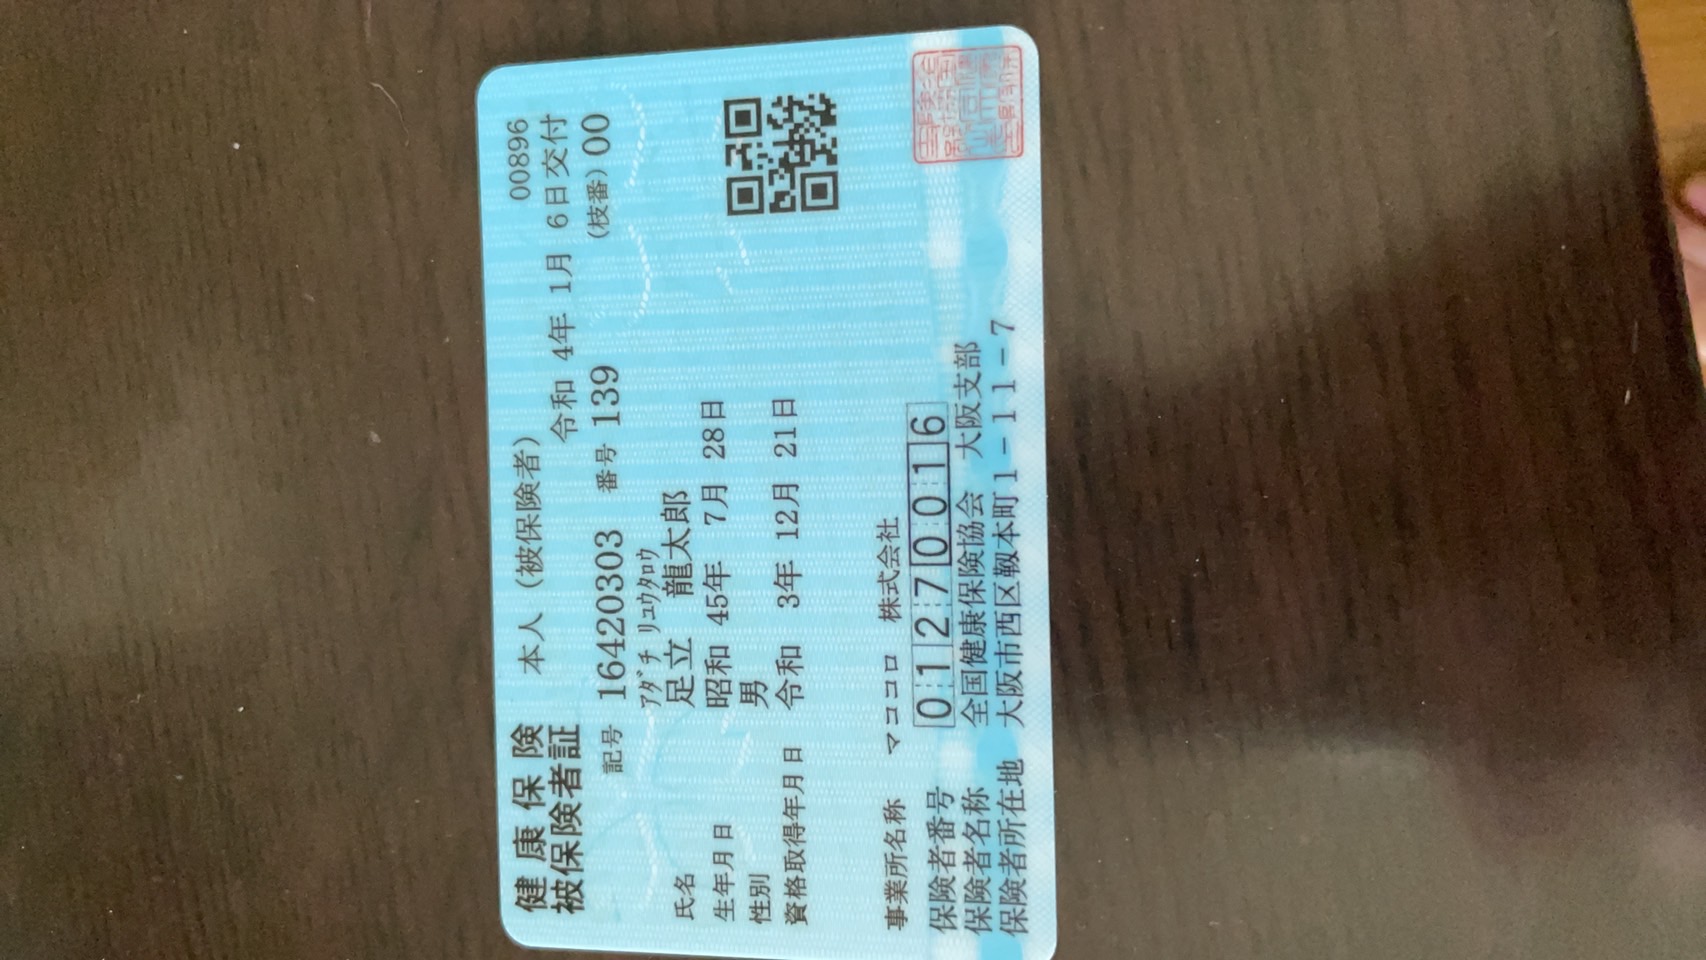 健康保険 本人(被保険者) 00896
被保険者証 令和 4年 1月 6日交付
記号 16420303 番号 139 (枝番) 00
ｱﾀﾞﾁ ﾘﾕｳﾀﾛｳ
氏名 足立 龍太郎
生年月日 昭和 45年 7月 28日
性別 男
資格取得年月日 令和 3年 12月 21日
事業所名称 マココロ 株式会社
保険者番号 01270016
保険者名称 全国健康保険協会 大阪支部
保険者所在地 大阪市西区靱本町1-11-7